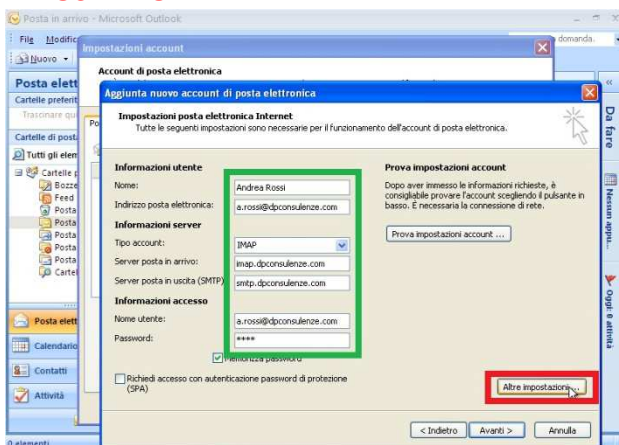 Posta in arrivo - Microsoft Outlook
File Modific
domanda.
Impostazioni account
Nuovo
Account di posta elettronica
Posta elett
Aggiunta nuovo account di posta elettronica
Cartelle preferit
Trascinare qui
Impostazioni posta elettronica Internet
Tutte le seguenti impostazioni sono necessarie per il funzionamento dell'account di posta elettronica.
Po
Cartelle di posta
Tutti gli elem
Cartelle p
Bozze
Feed
Posta
Posta
Posta
Posta
Posta
Cartel
Informazioni utente
Nome:
Andrea Rossi
Indirizzo posta elettronica:
a.rossi@dpconsulenze.com
Informazioni server
Tipo account:
IMAP
Server posta in arrivo:
imap.dpconsulenze.com
Server posta in uscita (SMTP)
smtp.dpconsulenze.com
Informazioni accesso
Nome utente:
a.rossi@dpconsulenze.com
Password:
****
Memorizza password
Richiedi accesso con autenticazione password di protezione
(SPA)
Prova impostazioni account
Dopo aver immesso le informazioni richieste, è
consigliabile provare l'account scegliendo il pulsante in
basso. È necessaria la connessione di rete.
Prova impostazioni account ...
Altre impostazioni ...
< Indietro
Avanti >
Annulla
Posta elett
Calendario
Contatti
Attività
0 elementi
«
Da fare
Nessun appu...
Oggi: 0 attività